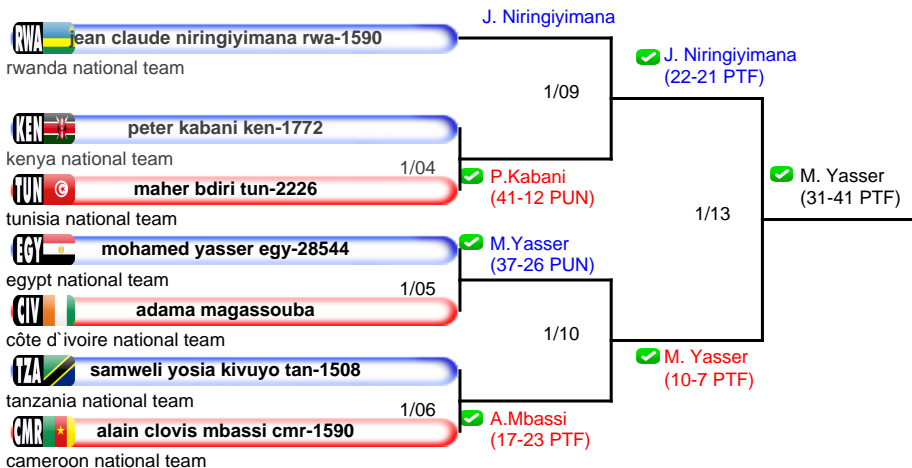 RWA jean claude niringiyimana rwa-1590
rwanda national team
KEN peter kabani ken-1772
kenya national team
1/04
TUN maher bdiri tun-2226
tunisia national team
EGY mohamed yasser egy-28544
egypt national team
1/05
CIV adama magassouba
côte d`ivoire national team
TZA samweli yosia kivuyo tan-1508
tanzania national team
1/06
CMR alain clovis mbassi cmr-1590
cameroon national team
J. Niringiyimana
1/09
P.Kabani
(41-12 PUN)
M.Yasser
(37-26 PUN)
1/10
A.Mbassi
(17-23 PTF)
J. Niringiyimana
(22-21 PTF)
1/13
M. Yasser
(10-7 PTF)
M. Yasser
(31-41 PTF)